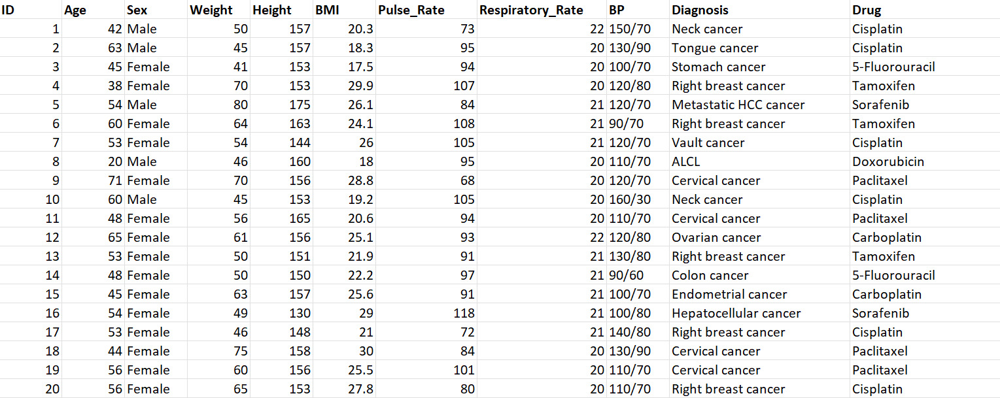 ID Age Sex Weight Height BMI Pulse_Rate Respiratory_Rate BP Diagnosis Drug
1 42 Male 50 157 20.3 73 22 150/70 Neck cancer Cisplatin
2 63 Male 45 157 18.3 95 20 130/90 Tongue cancer Cisplatin
3 45 Female 41 153 17.5 94 20 100/70 Stomach cancer 5-Fluorouracil
4 38 Female 70 153 29.9 107 20 120/80 Right breast cancer Tamoxifen
5 54 Male 80 175 26.1 84 21 120/70 Metastatic HCC cancer Sorafenib
6 60 Female 64 163 24.1 108 21 90/70 Right breast cancer Tamoxifen
7 53 Female 54 144 26 105 21 120/70 Vault cancer Cisplatin
8 20 Male 46 160 18 95 20 110/70 ALCL Doxorubicin
9 71 Female 70 156 28.8 68 20 120/70 Cervical cancer Paclitaxel
10 60 Male 45 153 19.2 105 20 160/30 Neck cancer Cisplatin
11 48 Female 56 165 20.6 94 20 110/70 Cervical cancer Paclitaxel
12 65 Female 61 156 25.1 93 22 120/80 Ovarian cancer Carboplatin
13 53 Female 50 151 21.9 91 21 130/80 Right breast cancer Tamoxifen
14 48 Female 50 150 22.2 97 21 90/60 Colon cancer 5-Fluorouracil
15 45 Female 63 157 25.6 91 21 100/70 Endometrial cancer Carboplatin
16 54 Female 49 130 29 118 21 100/80 Hepatocellular cancer Sorafenib
17 53 Female 46 148 21 72 21 140/80 Right breast cancer Cisplatin
18 44 Female 75 158 30 84 20 130/90 Cervical cancer Paclitaxel
19 56 Female 60 156 25.5 101 20 110/70 Cervical cancer Paclitaxel
20 56 Female 65 153 27.8 80 20 110/70 Right breast cancer Cisplatin